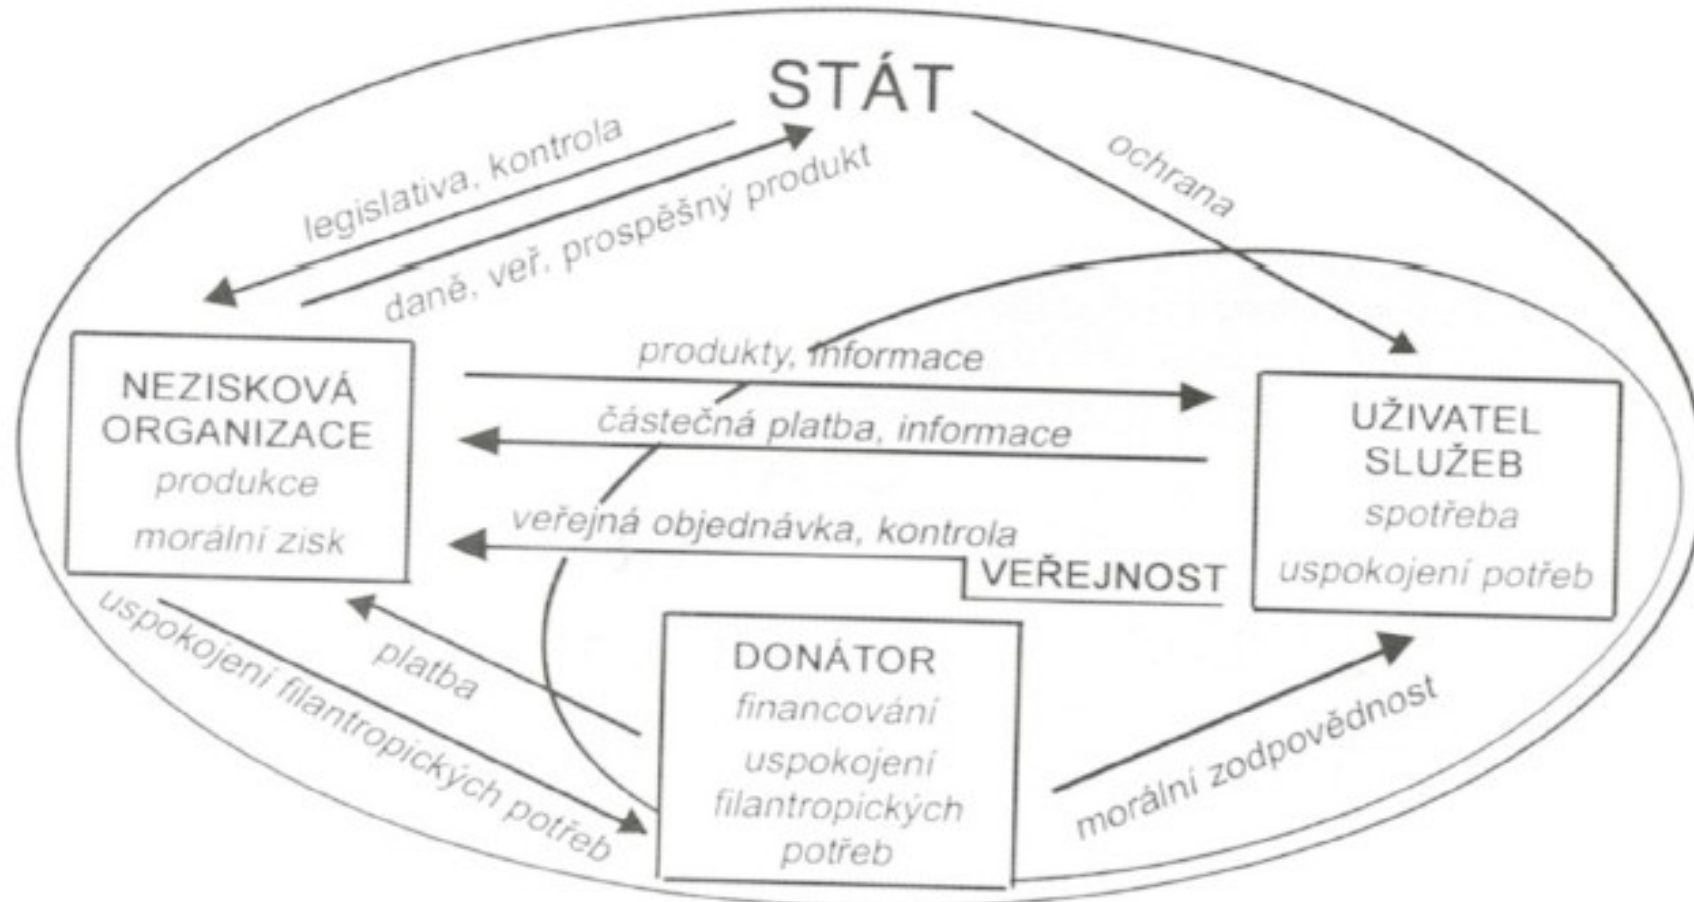 STÁT
legislativa, kontrola
daně, veř. prospěšný produkt
ochrana
NEZISKOVÁ
ORGANIZACE
produkce
morální zisk
produkty, informace
částečná platba, informace
veřejná objednávka, kontrola
VEŘEJNOST
UŽIVATEL
SLUŽEB
spotřeba
uspokojení potřeb
uspokojení filantropických potřeb
platba
DONÁTOR
financování
uspokojení
filantropických
potřeb
morální zodpovědnost